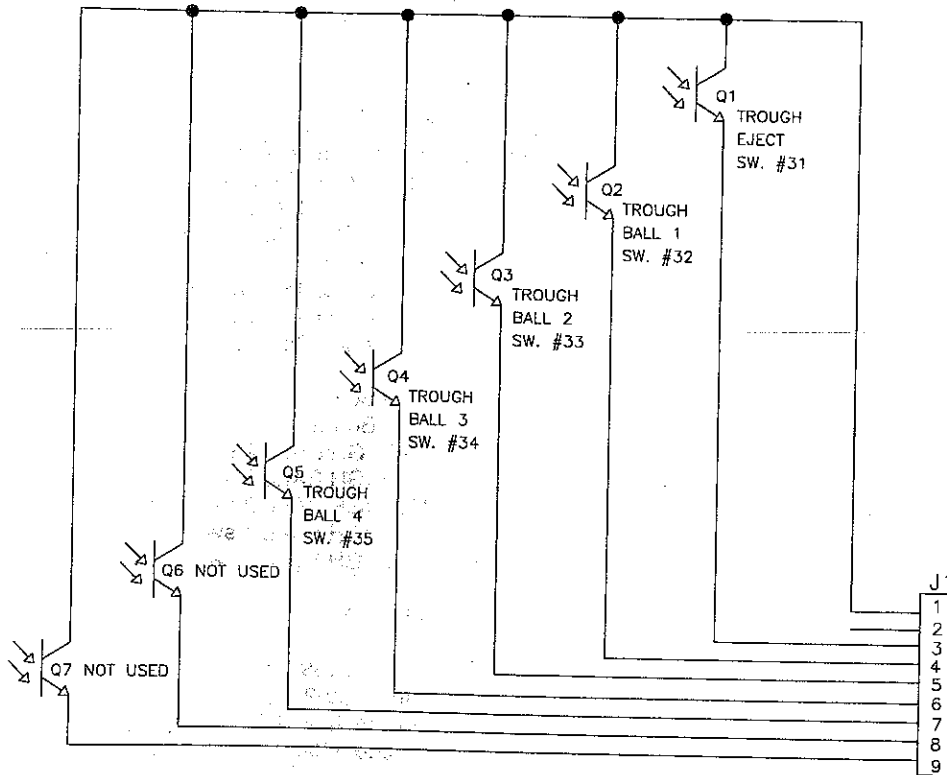 Q1
TROUGH
EJECT
SW. #31
Q2
TROUGH
BALL 1
SW. #32
Q3
TROUGH
BALL 2
SW. #33
Q4
TROUGH
BALL 3
SW. #34
Q5
TROUGH
BALL 4
SW. #35
Q6 NOT USED
Q7 NOT USED
1
2
3
4
5
6
7
8
9